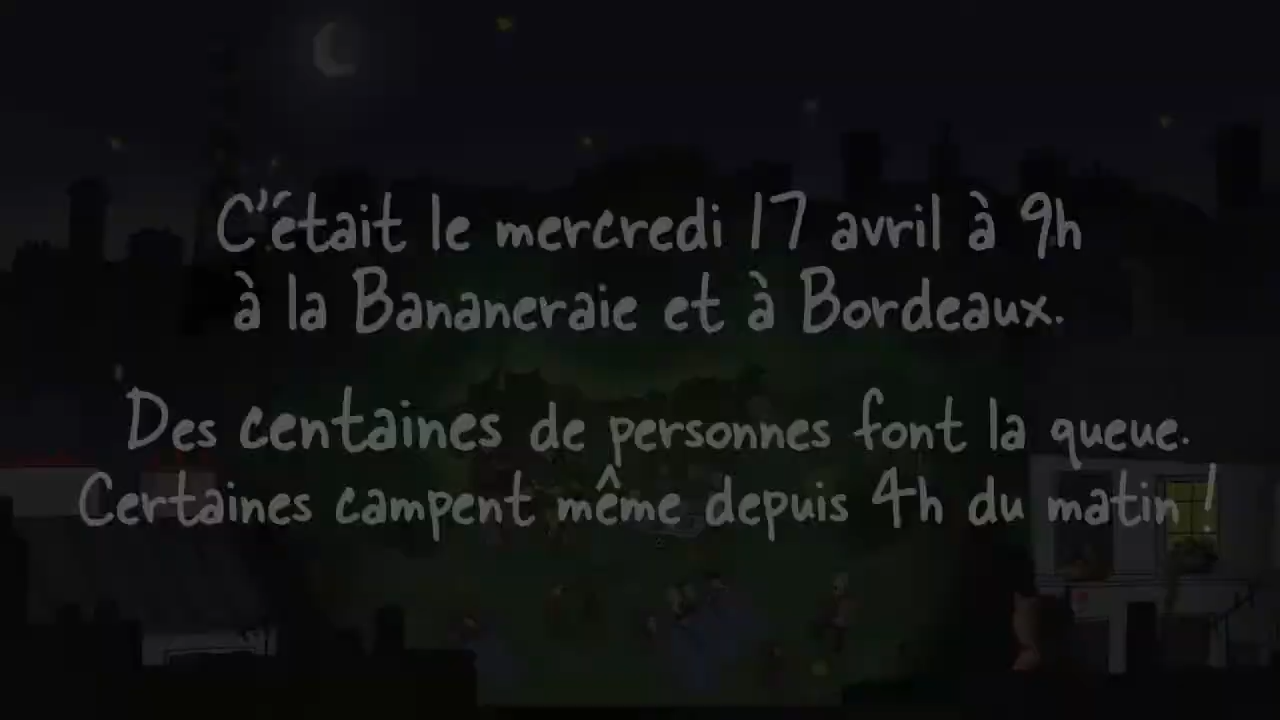 C'était le mercredi 17 avril à 9h
à la Bananeraie et à Bordeaux.
Des centaines de personnes font la queue.
Certaines campent même depuis 4h du matin !